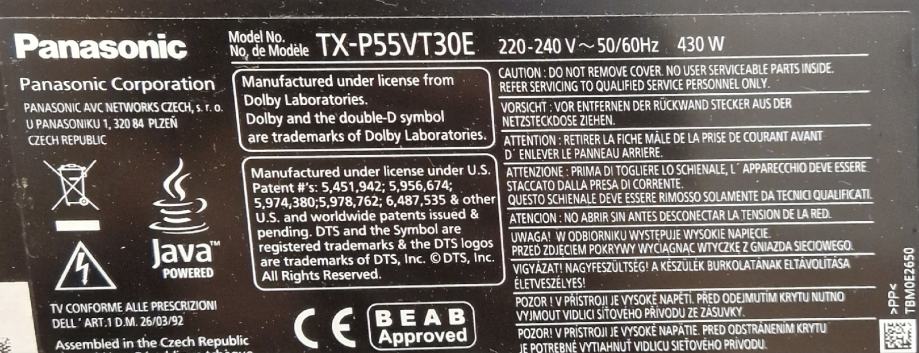 Panasonic
Model No.
No. de Modèle TX-P55VT30E 220-240 V~50/60Hz 430 W
Panasonic Corporation
PANASONIC AVC NETWORKS CZECH, s. r. o.
U PANASONIKU 1, 320 84 PLZEŇ
CZECH REPUBLIC
Java™
POWERED
TV CONFORME ALLE PRESCRIZIONI
DELL' ART.1 D.M. 26/03/92
Assembled in the Czech Republic
Manufactured under license from
Dolby Laboratories.
Dolby and the double-D symbol
are trademarks of Dolby Laboratories.
Manufactured under license under U.S.
Patent #'s: 5,451,942; 5,956,674;
5,974,380;5,978,762; 6,487,535 & other
U.S. and worldwide patents issued &
pending. DTS and the Symbol are
registered trademarks & the DTS logos
are trademarks of DTS, Inc. © DTS, Inc.
All Rights Reserved.
CE
BEAB
Approved
CAUTION : DO NOT REMOVE COVER. NO USER SERVICEABLE PARTS INSIDE.
REFER SERVICING TO QUALIFIED SERVICE PERSONNEL ONLY.
VORSICHT : VOR ENTFERNEN DER RÜCKWAND STECKER AUS DER
NETZSTECKDOSE ZIEHEN.
ATTENTION : RETIRER LA FICHE MÂLE DE LA PRISE DE COURANT AVANT
D' ENLEVER LE PANNEAU ARRIERE.
ATTENZIONE : PRIMA DI TOGLIERE LO SCHIENALE, L' APPARECCHIO DEVE ESSERE
STACCATO DALLA PRESA DI CORRENTE.
QUESTO SCHIENALE DEVE ESSERE RIMOSSO SOLAMENTE DA TECNICI QUALIFICATI.
ATENCION : NO ABRIR SIN ANTES DESCONECTAR LA TENSION DE LA RED.
UWAGA! W ODBIORNIKU WYSTĘPUJE WYSOKIE NAPIĘCIE.
PRZED ZDJĘCIEM POKRYWY WYCIĄGNĄĆ WTYCZKĘ Z GNIAZDA SIECIOWEGO.
VIGYÁZAT! NAGYFESZÜLTSÉG! A KÉSZÜLÉK BURKOLATÁNAK ELTÁVOLÍTÁSA
ÉLETVESZÉLYES!
POZOR ! V PŘÍSTROJI JE VYSOKÉ NAPĚTÍ. PŘED ODEJMUTÍM KRYTU NUTNO
VYJMOUT VIDLICI SÍŤOVÉHO PŘÍVODU ZE ZÁSUVKY.
POZOR! V PRÍSTROJI JE VYSOKÉ NAPÄTIE. PRED ODSTRÁNENÍM KRYTU
JE POTREBNÉ VYTIAHNUŤ VIDLICU SIEŤOVÉHO PRÍVODU.
>PP<
TBM0E2650